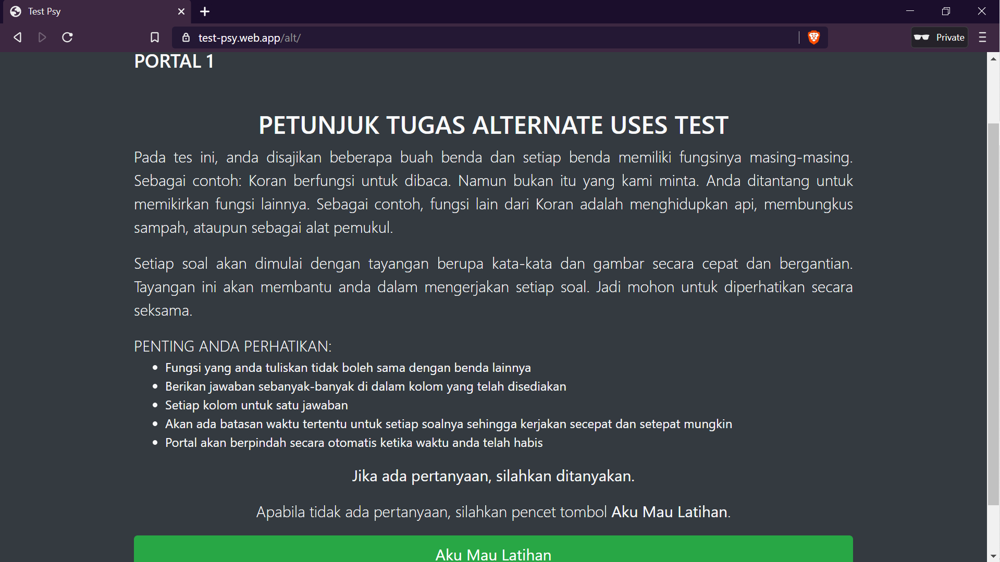 Test Psy
test-psy.web.app/alt/
Private
PORTAL 1
PETUNJUK TUGAS ALTERNATE USES TEST
Pada tes ini, anda disajikan beberapa buah benda dan setiap benda memiliki fungsinya masing-masing.
Sebagai contoh: Koran berfungsi untuk dibaca. Namun bukan itu yang kami minta. Anda ditantang untuk
memikirkan fungsi lainnya. Sebagai contoh, fungsi lain dari Koran adalah menghidupkan api, membungkus
sampah, ataupun sebagai alat pemukul.
Setiap soal akan dimulai dengan tayangan berupa kata-kata dan gambar secara cepat dan bergantian.
Tayangan ini akan membantu anda dalam mengerjakan setiap soal. Jadi mohon untuk diperhatikan secara
seksama.
PENTING ANDA PERHATIKAN:
• Fungsi yang anda tuliskan tidak boleh sama dengan benda lainnya
• Berikan jawaban sebanyak-banyak di dalam kolom yang telah disediakan
• Setiap kolom untuk satu jawaban
• Akan ada batasan waktu tertentu untuk setiap soalnya sehingga kerjakan secepat dan setepat mungkin
• Portal akan berpindah secara otomatis ketika waktu anda telah habis
Jika ada pertanyaan, silahkan ditanyakan.
Apabila tidak ada pertanyaan, silahkan pencet tombol Aku Mau Latihan.
Aku Mau Latihan